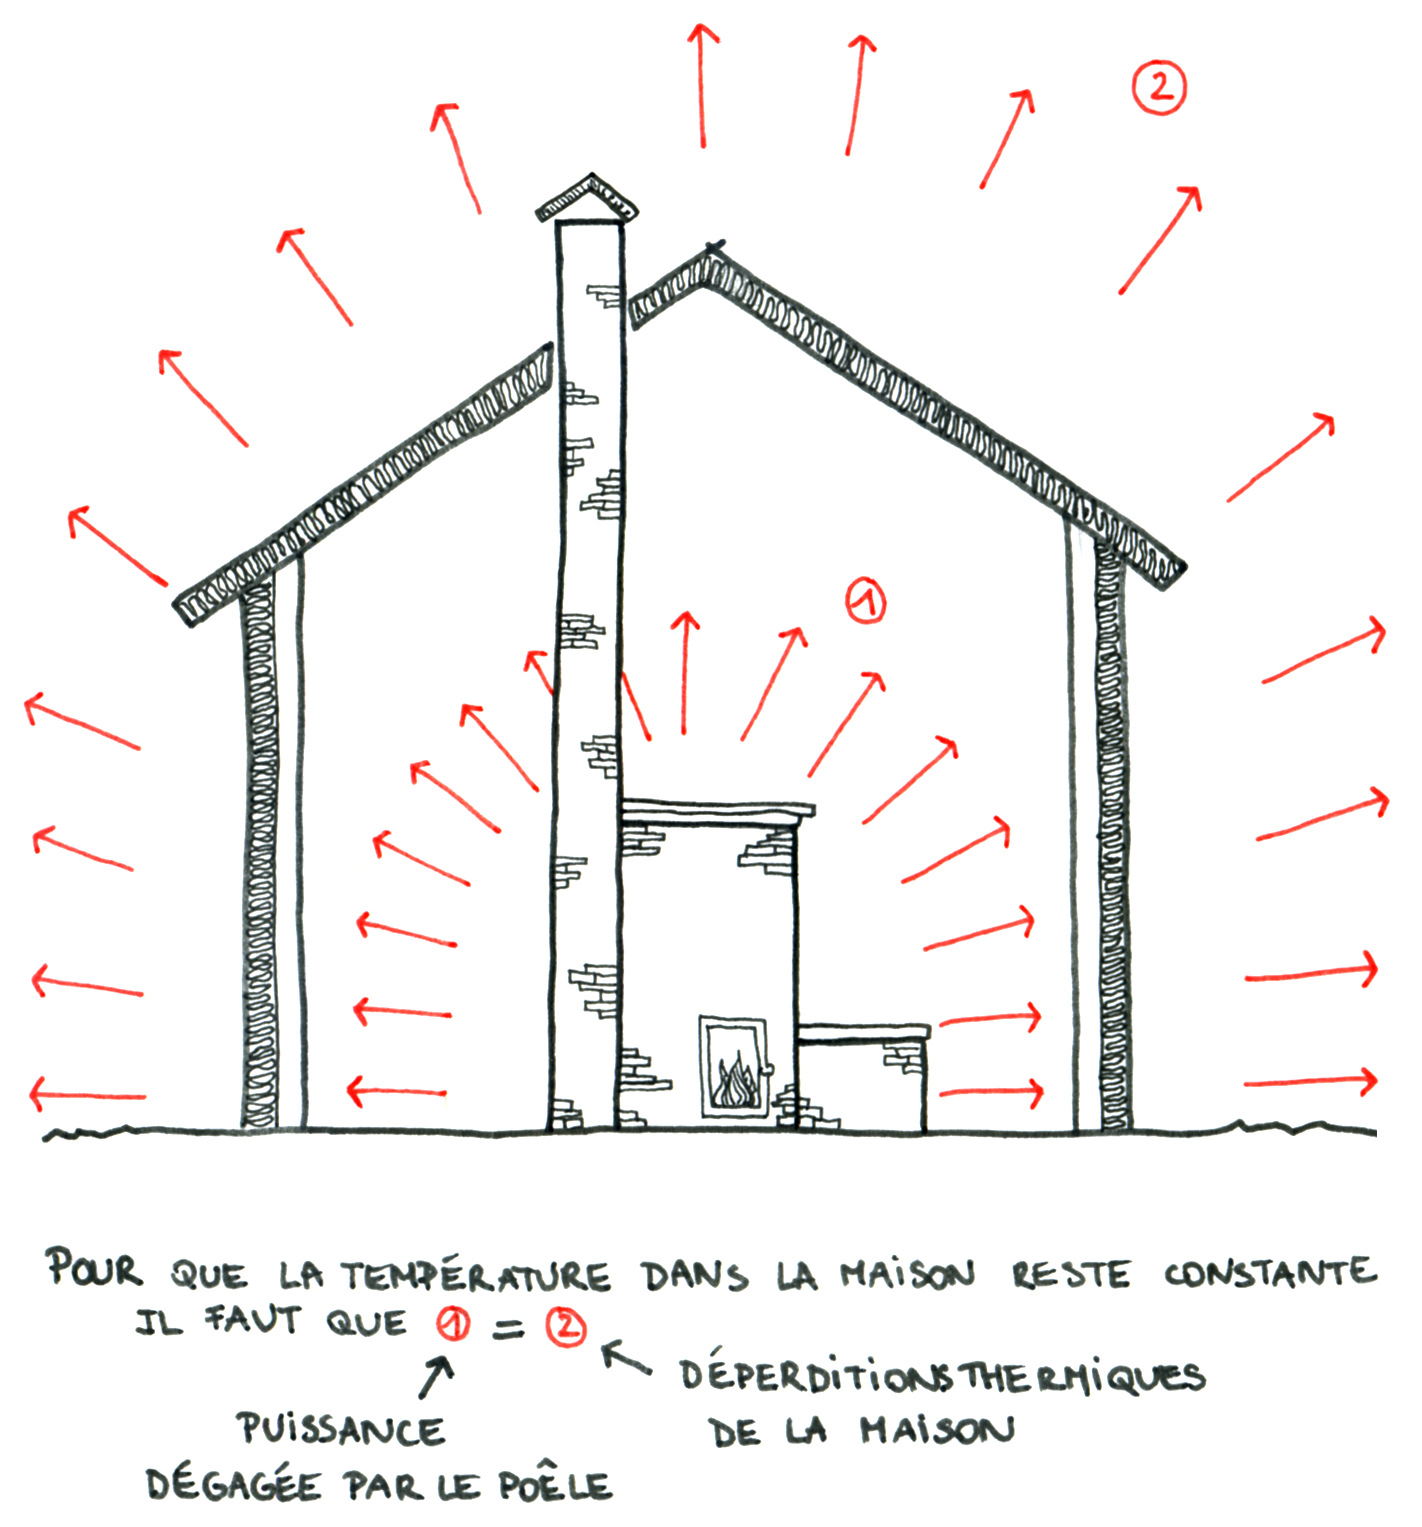 2
1
POUR QUE LA TEMPÉRATURE DANS LA MAISON RESTE CONSTANTE
IL FAUT QUE 1 = 2
DÉPERDITIONS THERMIQUES
DE LA MAISON
PUISSANCE
DÉGAGÉE PAR LE POÊLE